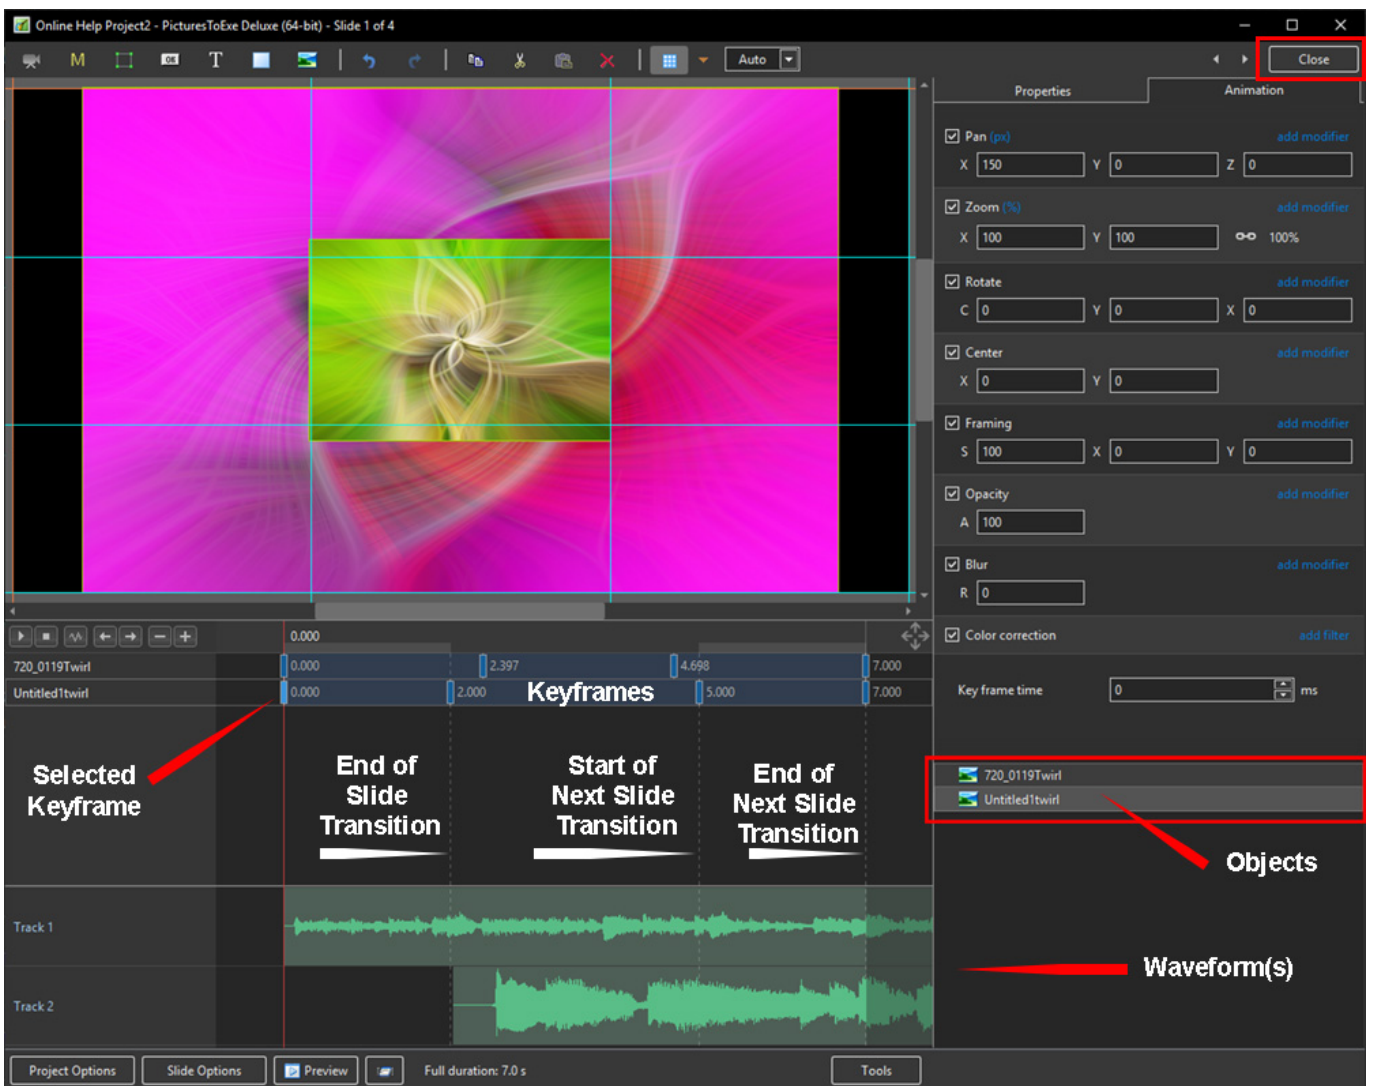 Online Help Project2 - PicturesToExe Deluxe (64-bit) - Slide 1 of 4
M OK T Auto Close
Properties Animation
Pan (px) add modifier
X 150 Y 0 Z 0
Zoom (%) add modifier
X 100 Y 100 100%
Rotate add modifier
C 0 Y 0 X 0
Center add modifier
X 0 Y 0
Framing add modifier
S 100 X 0 Y 0
Opacity add modifier
A 100
Blur add modifier
R 0
Color correction add filter
Key frame time 0 ms
720_0119Twirl
Untitled1twirl
Objects
Waveform(s)
0.000
720_0119Twirl 0.000 2.397 4.698 7.000
Untitled1twirl 0.000 2.000 Keyframes 5.000 7.000
Selected
Keyframe
End of
Slide
Transition
Start of
Next Slide
Transition
End of
Next Slide
Transition
Track 1
Track 2
Project Options Slide Options Preview Full duration: 7.0 s Tools